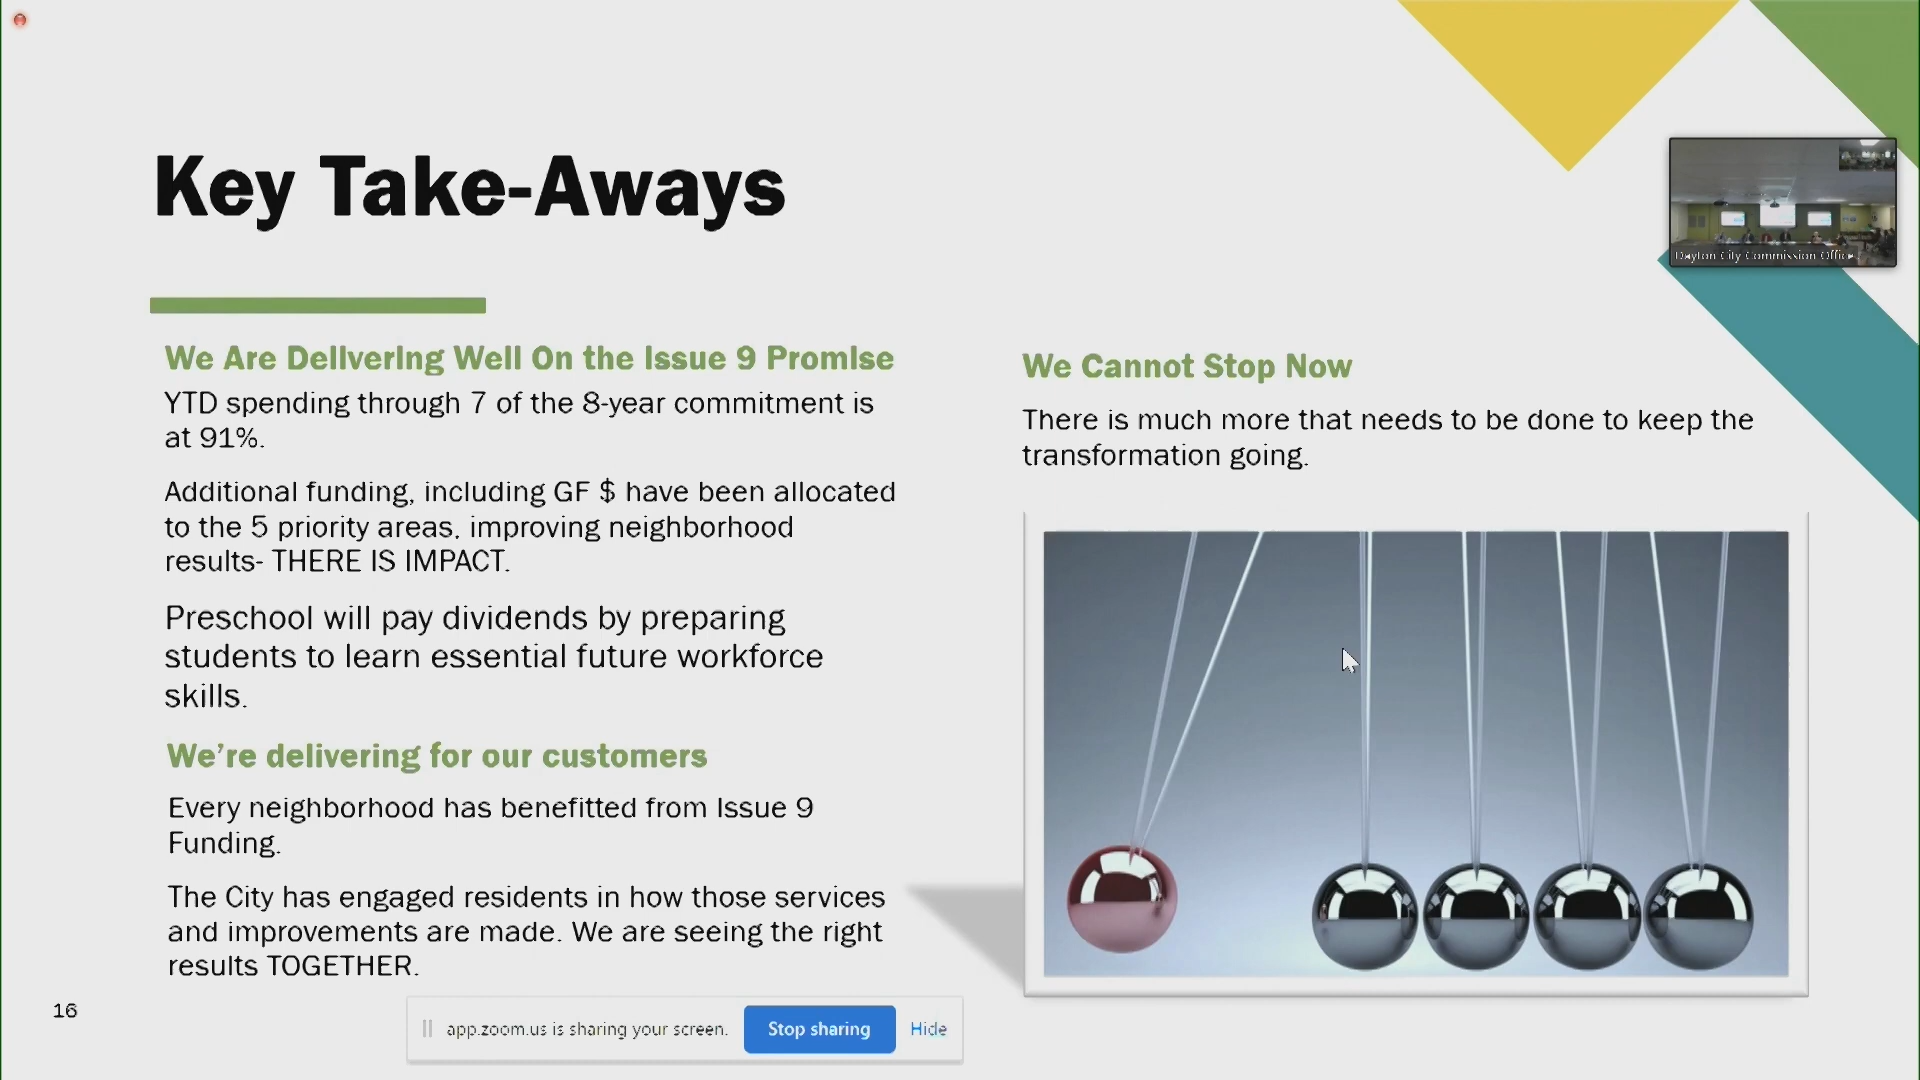 Key Take-Aways
We Are Delivering Well On the Issue 9 Promise
YTD spending through 7 of the 8-year commitment is
at 91%.
Additional funding, including GF $ have been allocated
to the 5 priority areas, improving neighborhood
results- THERE IS IMPACT.
Preschool will pay dividends by preparing
students to learn essential future workforce
skills.
We're delivering for our customers
Every neighborhood has benefitted from Issue 9
Funding.
The City has engaged residents in how those services
and improvements are made. We are seeing the right
results TOGETHER.
We Cannot Stop Now
There is much more that needs to be done to keep the
transformation going.
Dayton City Commission Office
16
app.zoom.us is sharing your screen.
Stop sharing
Hide